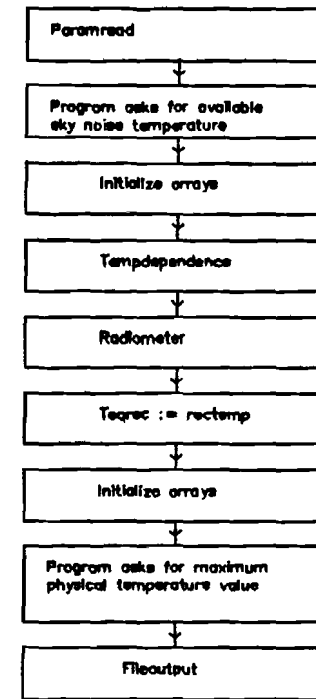 Paramread
Program asks for available
sky noise temperature
Initialize arrays
Tempdependence
Radiometer
Teqrec := rectemp
Initialize arrays
Program asks for maximum
physical temperature value
Fileoutput